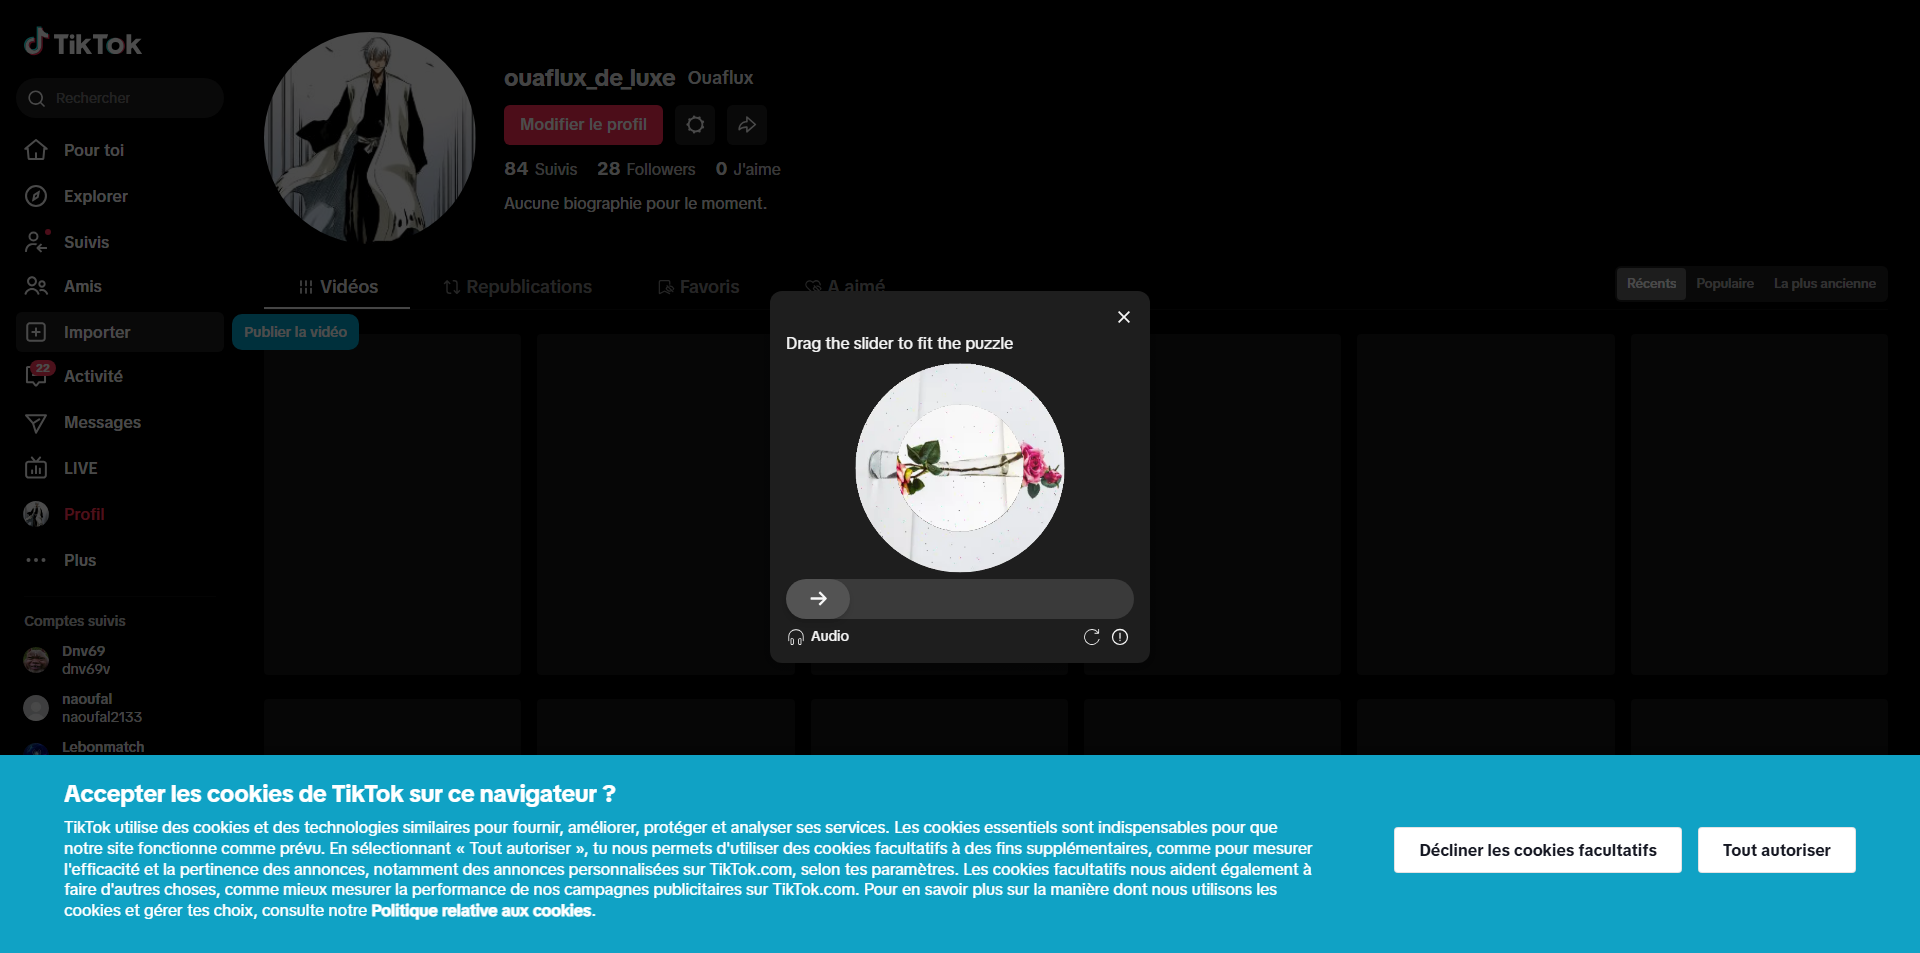 TikTok
Rechercher
Pour toi
Explorer
Suivis
Amis
Importer
22
Activité
Messages
LIVE
Profil
Plus
Comptes suivis
Dnv69
dnv69v
naoufal
naoufal2133
Lebonmatch
ouaflux_de_luxe Ouaflux
Modifier le profil
84 Suivis 28 Followers 0 J'aime
Aucune biographie pour le moment.
Vidéos Republications Favoris A aimé
Récents Populaire La plus ancienne
Publier la vidéo
Drag the slider to fit the puzzle
Audio
Accepter les cookies de TikTok sur ce navigateur ?
TikTok utilise des cookies et des technologies similaires pour fournir, améliorer, protéger et analyser ses services. Les cookies essentiels sont indispensables pour que
notre site fonctionne comme prévu. En sélectionnant « Tout autoriser », tu nous permets d'utiliser des cookies facultatifs à des fins supplémentaires, comme pour mesurer
l'efficacité et la pertinence des annonces, notamment des annonces personnalisées sur TikTok.com, selon tes paramètres. Les cookies facultatifs nous aident également à
faire d'autres choses, comme mieux mesurer la performance de nos campagnes publicitaires sur TikTok.com. Pour en savoir plus sur la manière dont nous utilisons les
cookies et gérer tes choix, consulte notre Politique relative aux cookies.
Décliner les cookies facultatifs
Tout autoriser